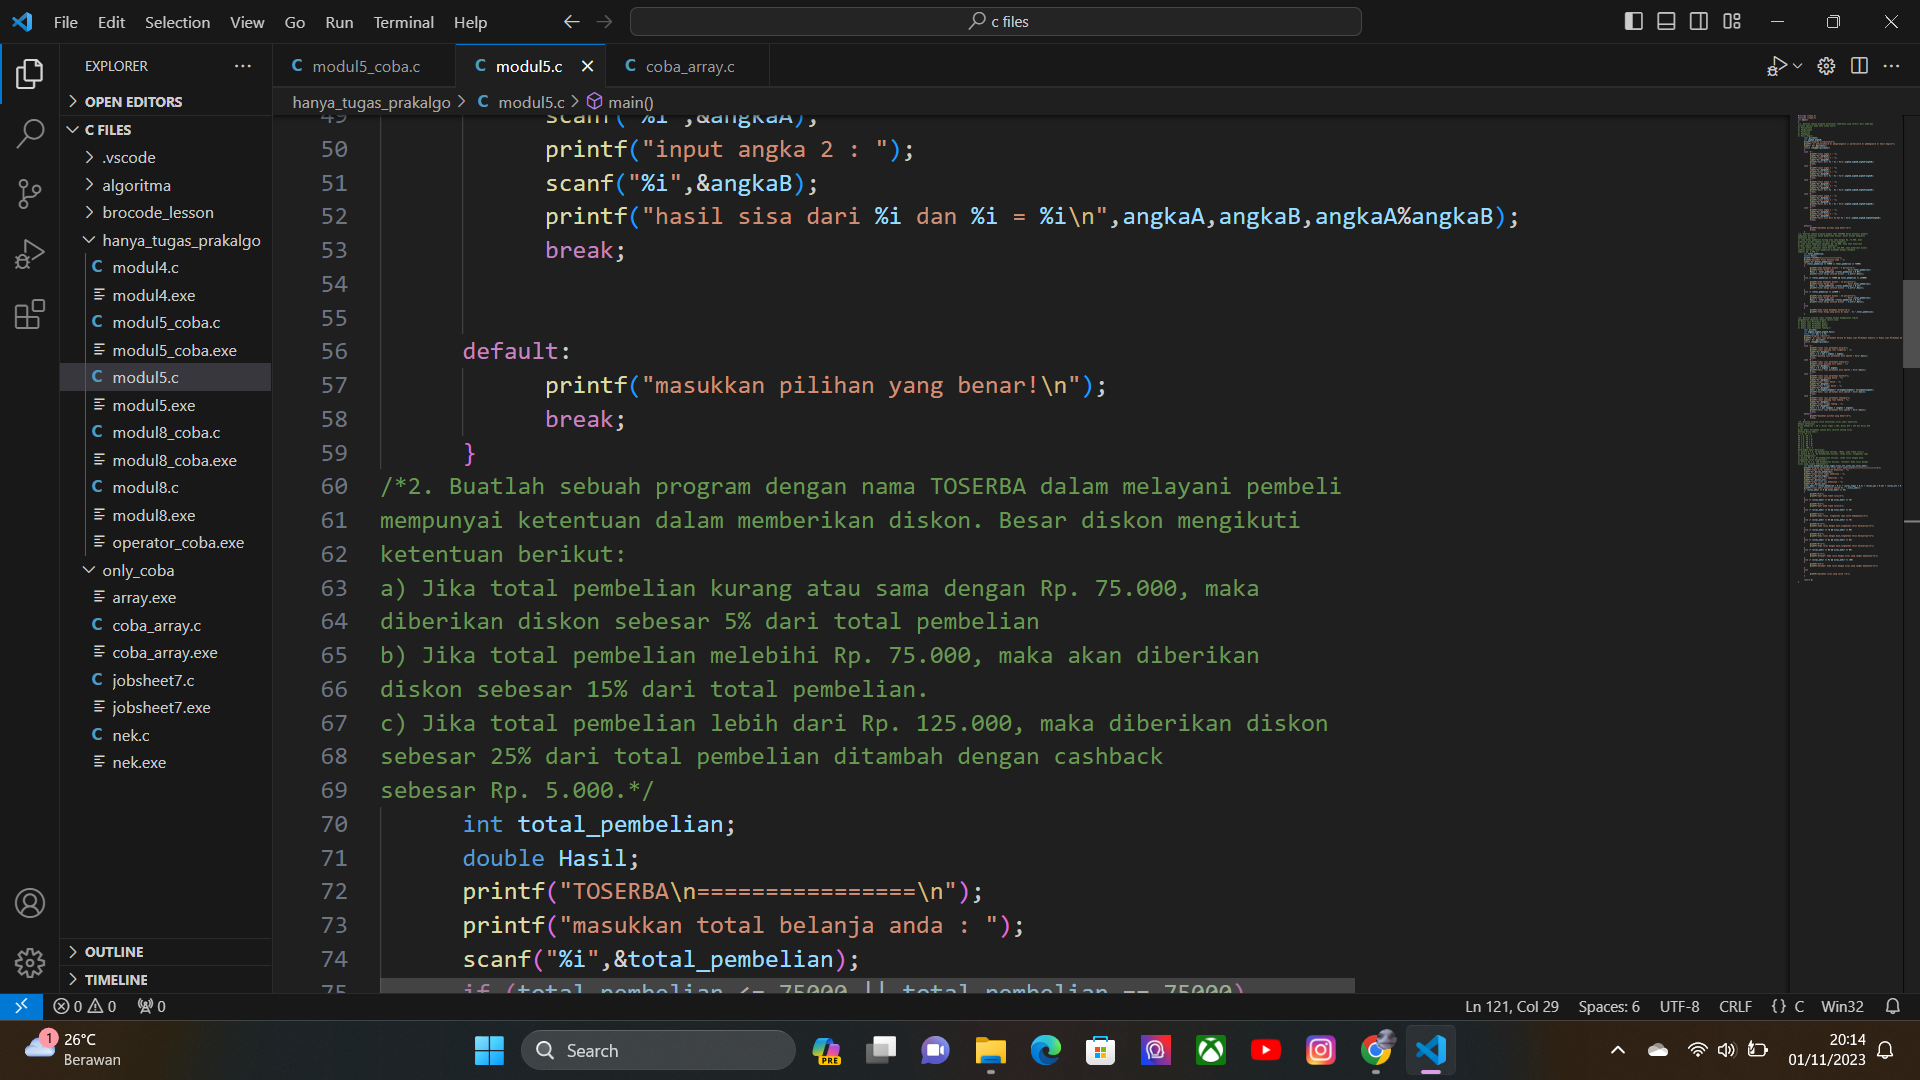 File Edit Selection View Go Run Terminal Help
c files
EXPLORER
OPEN EDITORS
C FILES
.vscode
algoritma
brocode_lesson
hanya_tugas_prakalgo
C modul4.c
modul4.exe
C modul5_coba.c
modul5_coba.exe
C modul5.c
modul5.exe
C modul8_coba.c
modul8_coba.exe
C modul8.c
modul8.exe
operator_coba.exe
only_coba
array.exe
C coba_array.c
coba_array.exe
C jobsheet7.c
jobsheet7.exe
C nek.c
nek.exe
OUTLINE
TIMELINE
C modul5_coba.c C modul5.c C coba_array.c
hanya_tugas_prakalgo > C modul5.c > main()
49 scanf("%i",&angkaA);
50 printf("input angka 2 : ");
51 scanf("%i",&angkaB);
52 printf("hasil sisa dari %i dan %i = %i\n",angkaA,angkaB,angkaA%angkaB);
53 break;
54
55
56 default:
57 printf("masukkan pilihan yang benar!\n");
58 break;
59 }
60 /*2. Buatlah sebuah program dengan nama TOSERBA dalam melayani pembeli
61 mempunyai ketentuan dalam memberikan diskon. Besar diskon mengikuti
62 ketentuan berikut:
63 a) Jika total pembelian kurang atau sama dengan Rp. 75.000, maka
64 diberikan diskon sebesar 5% dari total pembelian
65 b) Jika total pembelian melebihi Rp. 75.000, maka akan diberikan
66 diskon sebesar 15% dari total pembelian.
67 c) Jika total pembelian lebih dari Rp. 125.000, maka diberikan diskon
68 sebesar 25% dari total pembelian ditambah dengan cashback
69 sebesar Rp. 5.000.*/
70 int total_pembelian;
71 double Hasil;
72 printf("TOSERBA\n================\n");
73 printf("masukkan total belanja anda : ");
74 scanf("%i",&total_pembelian);
75 if (total_pembelian <= 75000 || total_pembelian == 75000)
0 0 0
Ln 121, Col 29 Spaces: 6 UTF-8 CRLF {} C Win32
1
26°C
Berawan
Search
PRE
20:14
01/11/2023